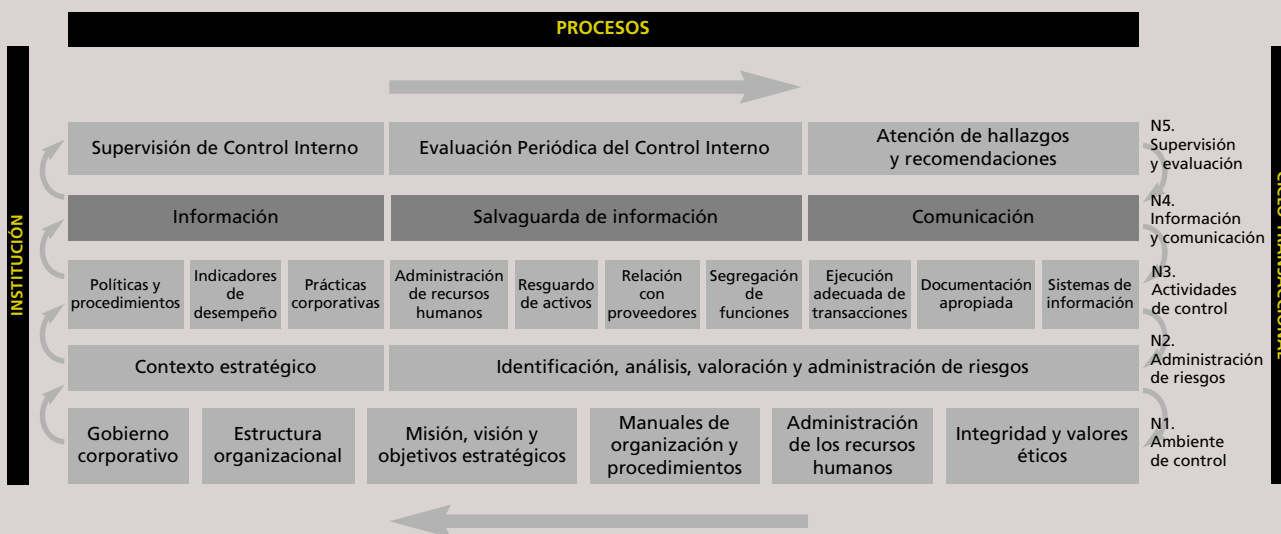 PROCESOS
INSTITUCIÓN
Supervisión de Control Interno
Evaluación Periódica del Control Interno
Atención de hallazgos
y recomendaciones
N5.
Supervisión
y evaluación
Información
Salvaguarda de información
Comunicación
N4.
Información
y comunicación
Políticas y
procedimientos
Indicadores
de
desempeño
Prácticas
corporativas
Administración
de recursos
humanos
Resguardo
de activos
Relación
con
proveedores
Segregación
de
funciones
Ejecución
adecuada de
transacciones
Documentación
apropiada
Sistemas de
información
N3.
Actividades
de control
Contexto estratégico
Identificación, análisis, valoración y administración de riesgos
N2.
Administración
de riesgos
Gobierno
corporativo
Estructura
organizacional
Misión, visión y
objetivos estratégicos
Manuales de
organización y
procedimientos
Administración
de los recursos
humanos
Integridad y valores
éticos
N1.
Ambiente
de control
CICLO TRANSACCIONAL